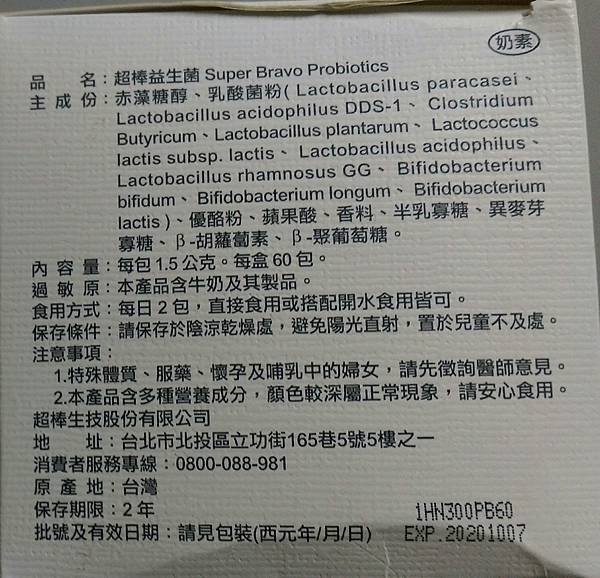 奶素
品名：超棒益生菌 Super Bravo Probiotics
主成份：赤藻糖醇、乳酸菌粉( Lactobacillus paracasei、
Lactobacillus acidophilus DDS-1、 Clostridium
Butyricum、Lactobacillus plantarum、 Lactococcus
lactis subsp. lactis、 Lactobacillus acidophilus、
Lactobacillus rhamnosus GG、 Bifidobacterium
bifidum、 Bifidobacterium longum、 Bifidobacterium
lactis )、優酪粉、蘋果酸、香料、半乳寡糖、異麥芽
寡糖、β-胡蘿蔔素、β-聚葡萄糖。
內容量：每包 1.5 公克。每盒 60 包。
過敏原：本產品含牛奶及其製品。
食用方式：每日 2 包，直接食用或搭配開水食用皆可。
保存條件：請保存於陰涼乾燥處，避免陽光直射，置於兒童不及處。
注意事項：
1.特殊體質、服藥、懷孕及哺乳中的婦女，請先徵詢醫師意見。
2.本產品含多種營養成分，顏色較深屬正常現象，請安心食用。
超棒生技股份有限公司
地址：台北市北投區立功街165巷5號5樓之一
消費者服務專線：0800-088-981
原產地：台灣
保存期限：2 年
批號及有效日期：請見包裝(西元年/月/日)
1HN300PB60
EXP.20201007